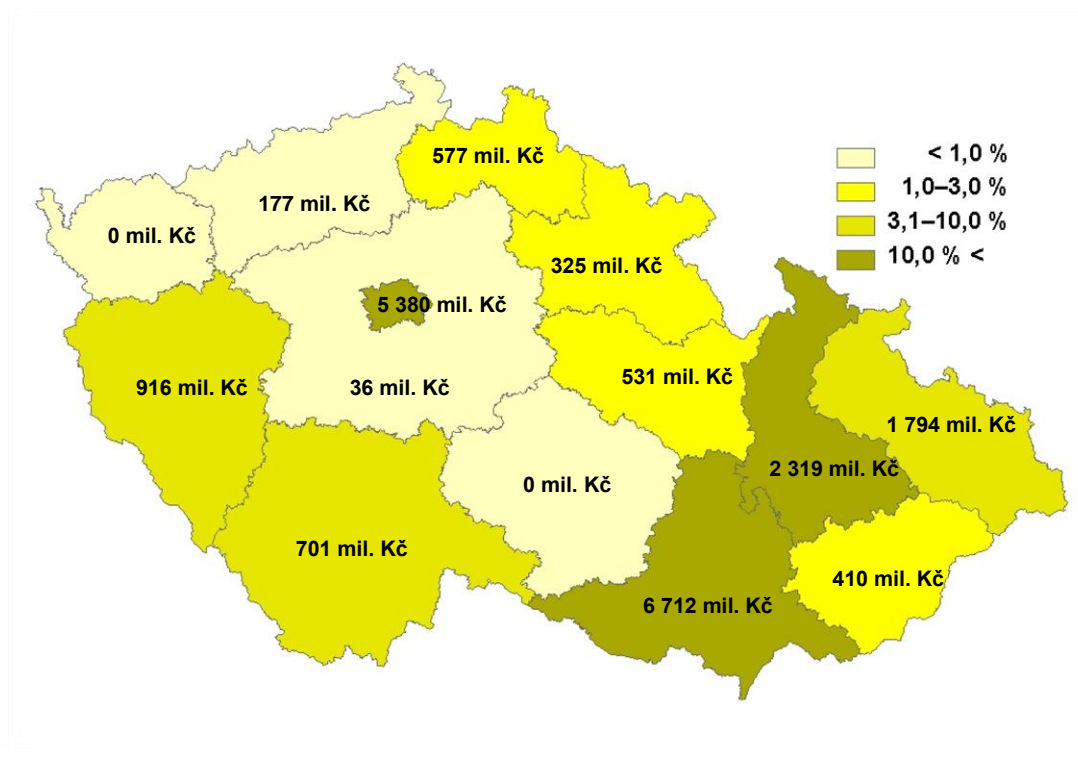 577 mil. Kč
< 1,0 %
1,0–3,0 %
177 mil. Kč
3,1–10,0 %
0 mil. Kč
10,0 % <
325 mil. Kč
5 380 mil. Kč
531 mil. Kč
916 mil. Kč
36 mil. Kč
1 794 mil. Kč
2 319 mil. Kč
0 mil. Kč
701 mil. Kč
410 mil. Kč
6 712 mil. Kč